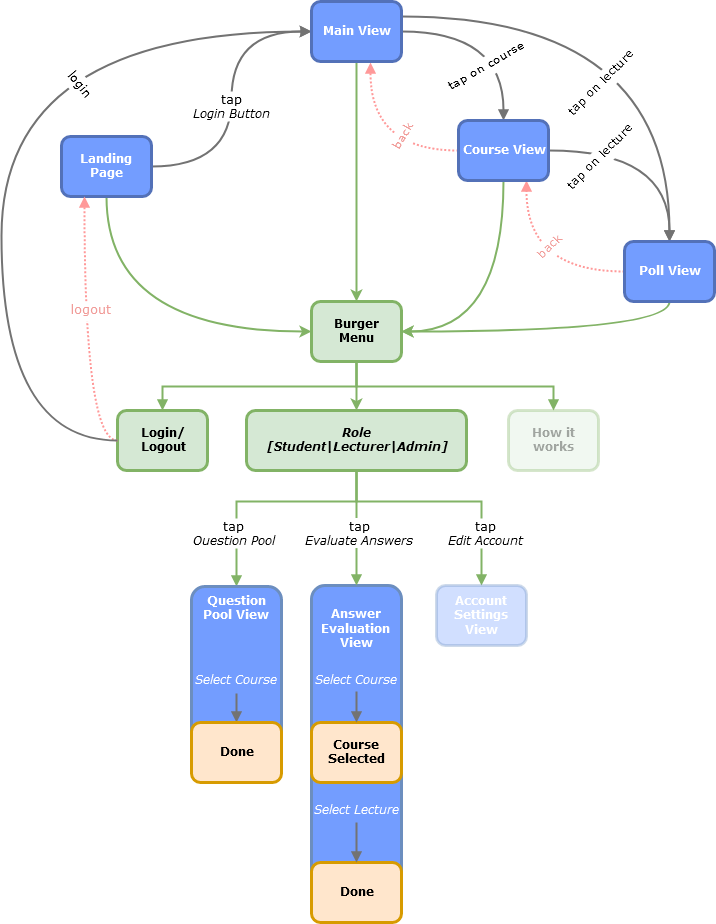 Main View
tap on course
tap on lecture
login
tap
Login Button
Landing
Page
back
Course View
tap on lecture
back
Poll View
logout
Burger
Menu
Login/
Logout
Role
[Student|Lecturer|Admin]
How it
works
tap
Question Pool
tap
Evaluate Answers
tap
Edit Account
Question
Pool View
Answer
Evaluation
View
Account
Settings
View
Select Course
Select Course
Done
Course
Selected
Select Lecture
Done